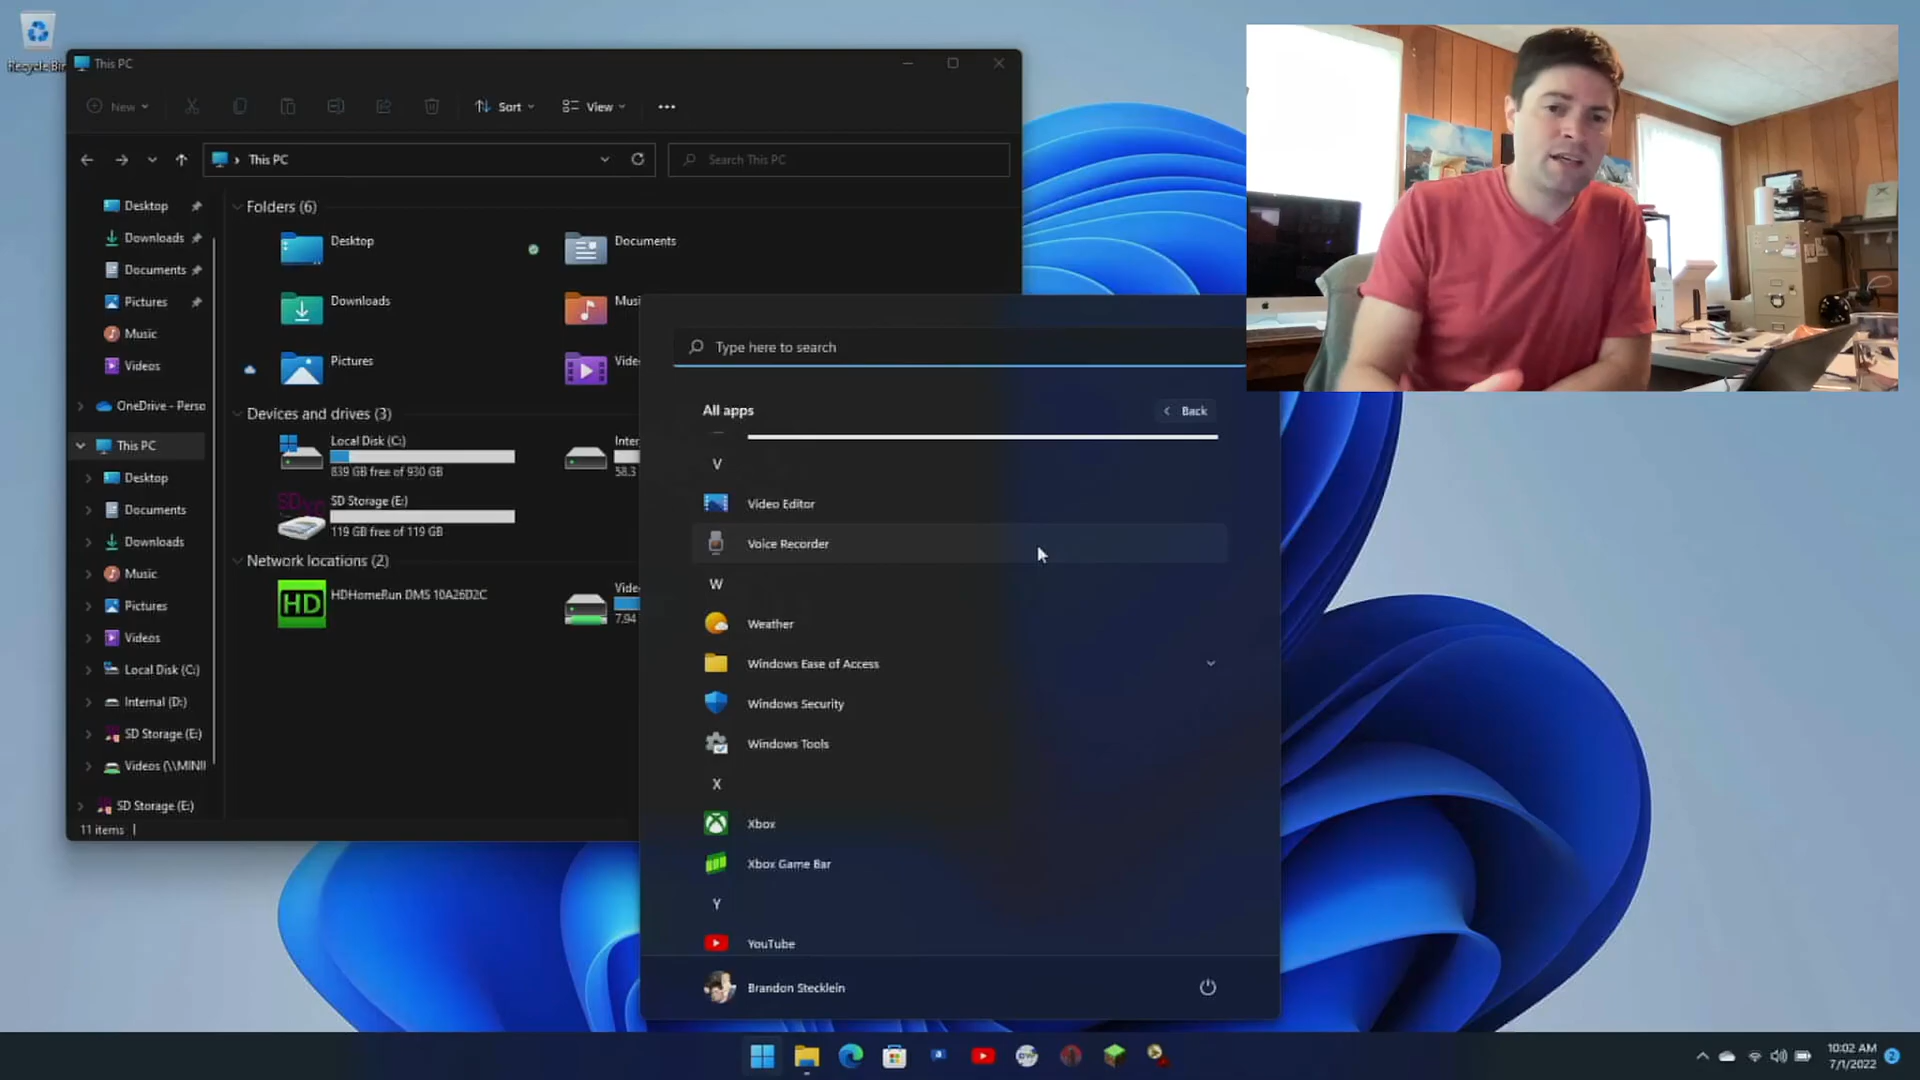 Recycle Bin
This PC
New
Sort
View
This PC
Search This PC
Desktop
Downloads
Documents
Pictures
Music
Videos
OneDrive - Perso
This PC
Desktop
Documents
Downloads
Music
Pictures
Videos
Local Disk (C:)
Internal (D:)
SD Storage (E:)
Videos (\\MINI
SD Storage (E:)
11 items
Folders (6)
Desktop
Documents
Downloads
Musi
Pictures
Vide
Devices and drives (3)
Local Disk (C:)
839 GB free of 930 GB
Inter
58.3
SD Storage (E:)
119 GB free of 119 GB
Network locations (2)
HD
HDHomeRun DMS 10A26D2C
Vide
7.94
Type here to search
All apps
Back
V
Video Editor
Voice Recorder
W
Weather
Windows Ease of Access
Windows Security
Windows Tools
X
Xbox
Xbox Game Bar
Y
YouTube
Brandon Stecklein
10:02 AM
7/1/2022
2